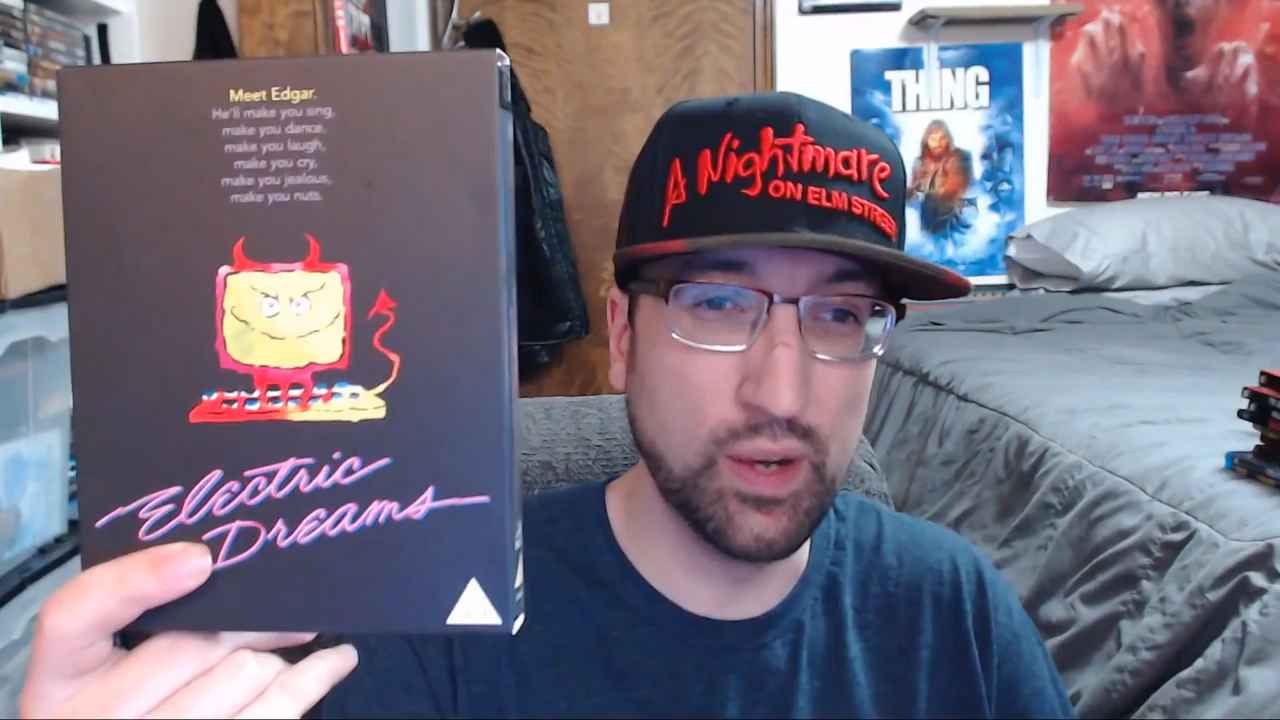 Meet Edgar.
He'll make you sing,
make you dance,
make you laugh,
make you cry,
make you jealous,
make you nuts.
Electric
Dreams
A Nightmare
ON ELM STREE
THING